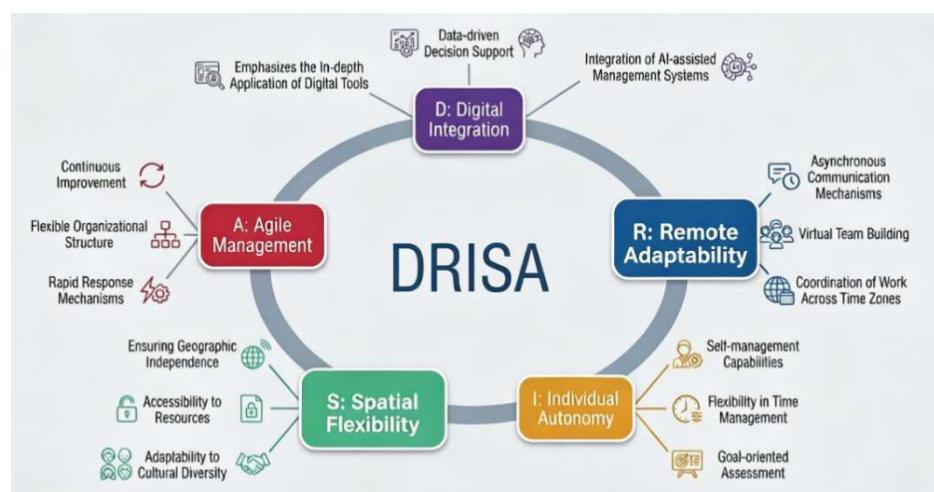 Data-driven
Decision Support
Emphasizes the In-depth
Application of Digital Tools
Integration of AI-assisted
Management Systems
D: Digital
Integration
Continuous
Improvement
Flexible Organizational
Structure
Rapid Response
Mechanisms
A: Agile
Management
DRISA
R: Remote
Adaptability
Asynchronous
Communication
Mechanisms
Virtual Team Building
Coordination of Work
Across Time Zones
Ensuring Geographic
Independence
Accessibility to
Resources
Adaptability to
Cultural Diversity
S: Spatial
Flexibility
I: Individual
Autonomy
Self-management
Capabilities
Flexibility in Time
Management
Goal-oriented
Assessment